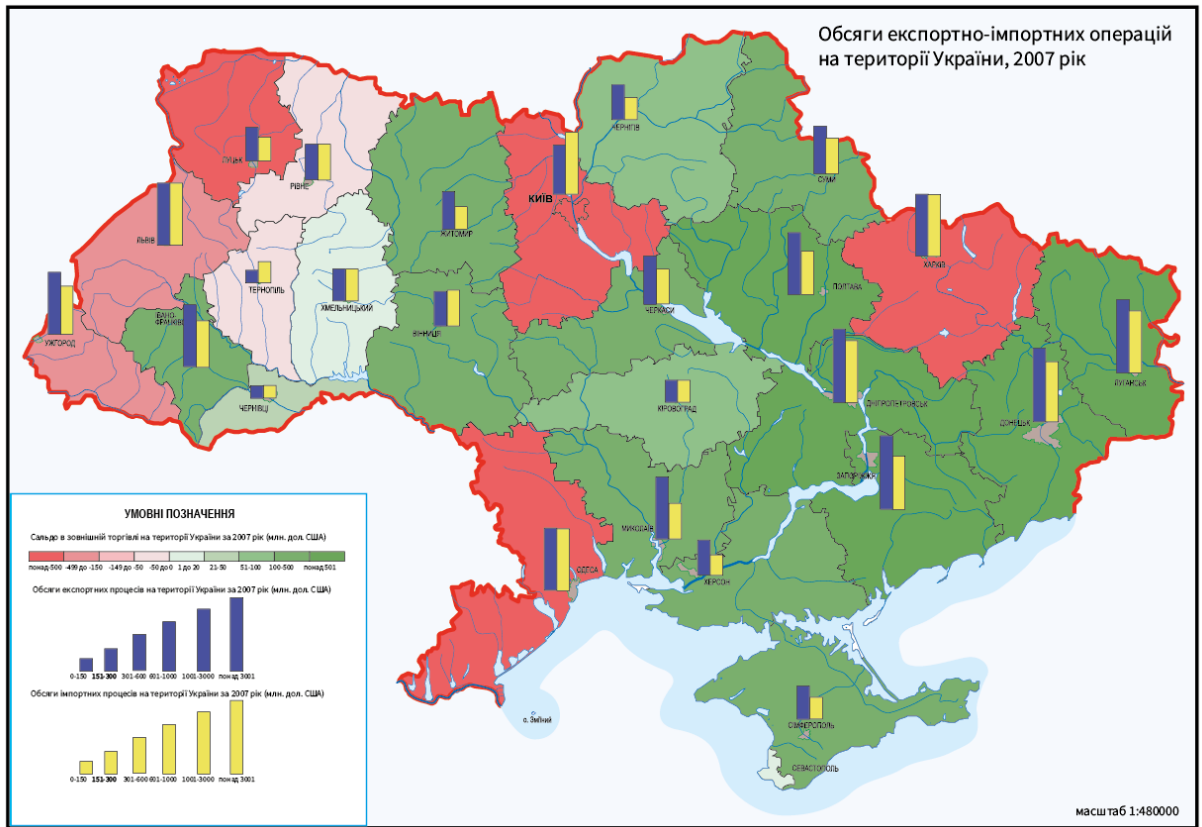 Обсяги експортно-імпортних операцій
на території України, 2007 рік
ЧЕРНІГІВ
СУМИ
ЛУЦЬК
РІВНЕ
КИЇВ
ЖИТОМИР
ЛЬВІВ
ХАРКІВ
ТЕРНОПІЛЬ
ПОЛТАВА
ХМЕЛЬНИЦЬКИЙ
ЧЕРКАСИ
ВІННИЦЯ
ІВАНО-
ФРАНКІВСЬК
УЖГОРОД
ЛУГАНСЬК
ЧЕРНІВЦІ
КІРОВОГРАД
ДНІПРОПЕТРОВСЬК
ДОНЕЦЬК
ЗАПОРІЖЖЯ
МИКОЛАЇВ
ОДЕСА
ХЕРСОН
о. Зміїний
СІМФЕРОПОЛЬ
СЕВАСТОПОЛЬ
УМОВНІ ПОЗНАЧЕННЯ
Сальдо в зовнішній торгівлі на території України за 2007 рік (млн. дол. США)
понад-500 -499 до -150 -149 до -50 -50 до 0 1 до 20 21-50 51-100 100-500 понад 501
Обсяги експортних процесів на території України за 2007 рік (млн. дол. США)
0-150 151-300 301-600 601-1000 1001-3000 понад 3001
Обсяги імпортних процесів на території України за 2007 рік (млн. дол. США)
0-150 151-300 301-600 601-1000 1001-3000 понад 3001
масштаб 1:480000